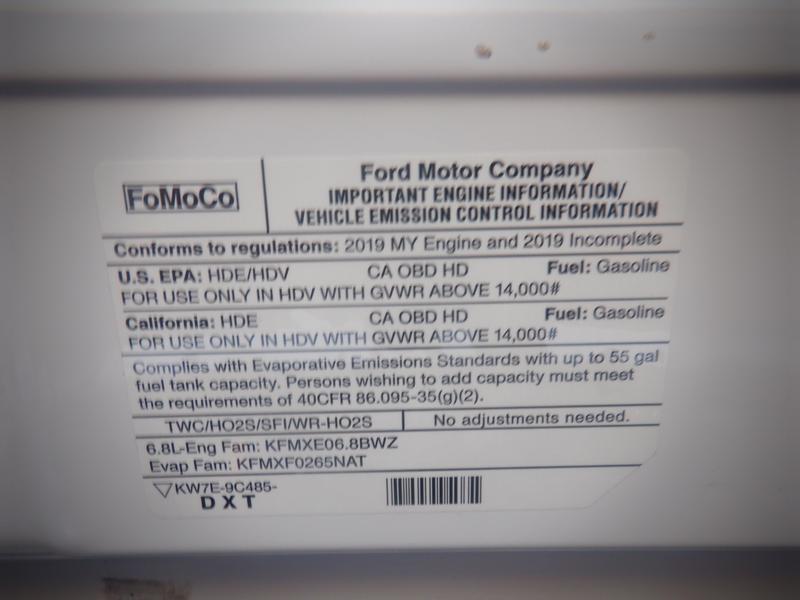 FoMoCo
Ford Motor Company
IMPORTANT ENGINE INFORMATION/
VEHICLE EMISSION CONTROL INFORMATION
Conforms to regulations: 2019 MY Engine and 2019 Incomplete
U.S. EPA: HDE/HDV CA OBD HD Fuel: Gasoline
FOR USE ONLY IN HDV WITH GVWR ABOVE 14,000#
California: HDE CA OBD HD Fuel: Gasoline
FOR USE ONLY IN HDV WITH GVWR ABOVE 14,000#
Complies with Evaporative Emissions Standards with up to 55 gal
fuel tank capacity. Persons wishing to add capacity must meet
the requirements of 40CFR 86.095-35(g)(2).
TWC/HO2S/SFI/WR-HO2S No adjustments needed.
6.8L-Eng Fam: KFMXE06.8BWZ
Evap Fam: KFMXF0265NAT
KW7E-9C485-
DXT